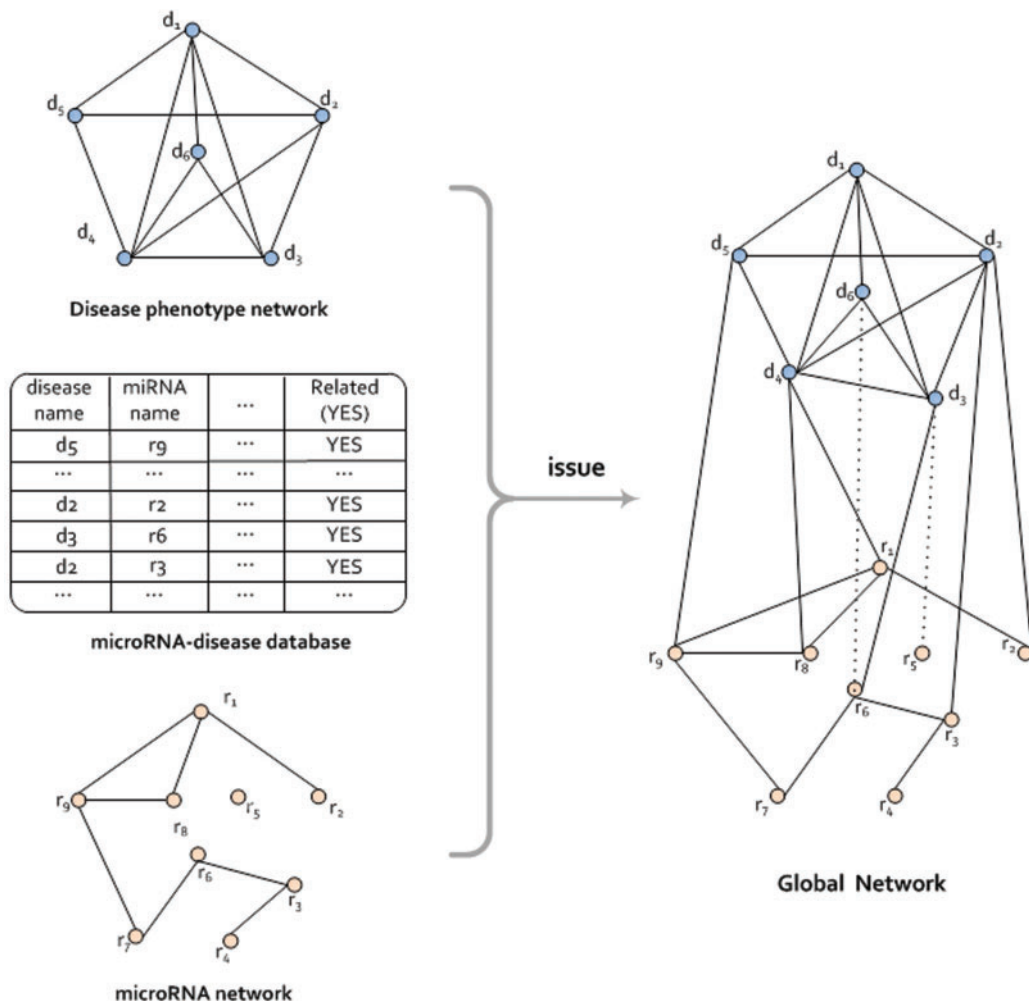 d₁
d₅
d₂
d₆
d₄
d₃
Disease phenotype network
disease name miRNA name ... Related (YES)
d5 r9 ... YES
... ... ... ...
d2 r2 ... YES
d3 r6 ... YES
d2 r3 ... YES
... ... ... ...
microRNA-disease database
r₁
r₉
r₈
r₅
r₂
r₆
r₃
r₇
r₄
microRNA network
issue
d₁
d₅
d₂
d₆
d₄
d₃
r₁
r₉
r₈
r₅
r₂
r₆
r₃
r₇
r₄
Global Network